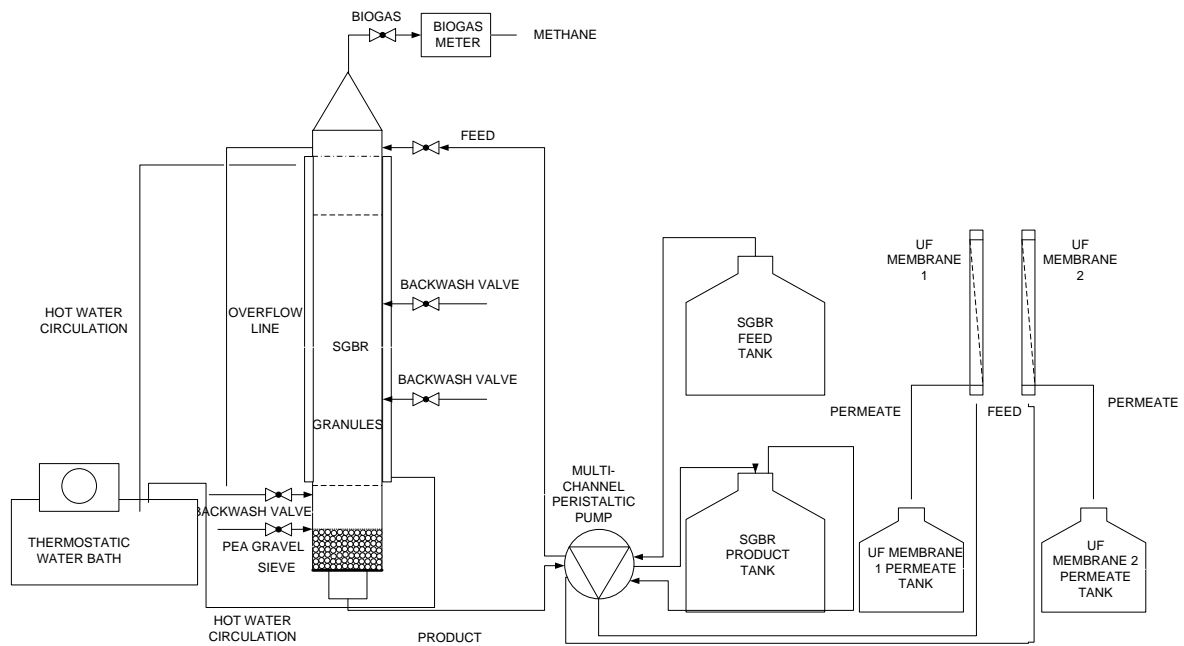 BIOGAS
BIOGAS
METER
METHANE
FEED
HOT WATER
CIRCULATION
OVERFLOW
LINE
BACKWASH VALVE
SGBR
BACKWASH VALVE
GRANULES
BACKWASH VALVE
PEA GRAVEL
SIEVE
THERMOSTATIC
WATER BATH
HOT WATER
CIRCULATION
PRODUCT
MULTI-
CHANNEL
PERISTALTIC
PUMP
SGBR
FEED
TANK
SGBR
PRODUCT
TANK
UF
MEMBRANE
1
UF
MEMBRANE
2
PERMEATE
FEED
PERMEATE
UF MEMBRANE
1 PERMEATE
TANK
UF
MEMBRANE 2
PERMEATE
TANK